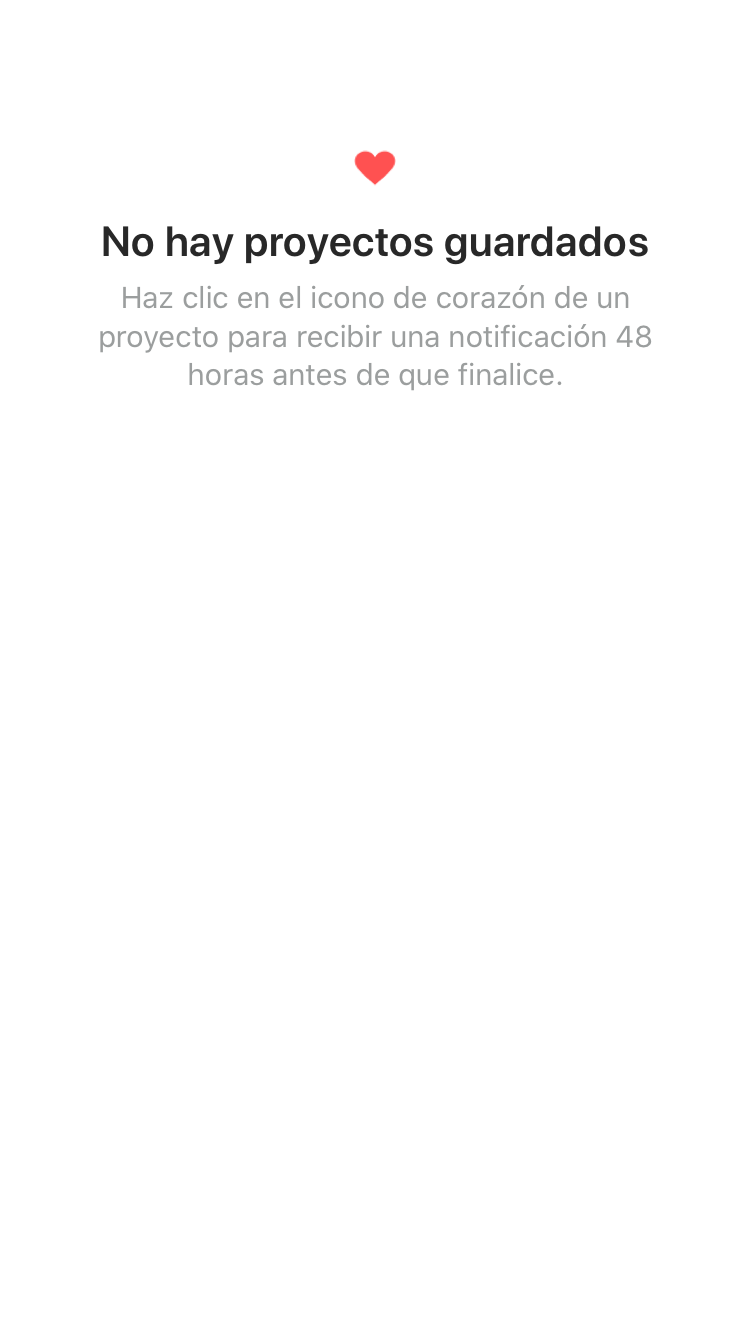 No hay proyectos guardados
Haz clic en el icono de corazón de un
proyecto para recibir una notificación 48
horas antes de que finalice.